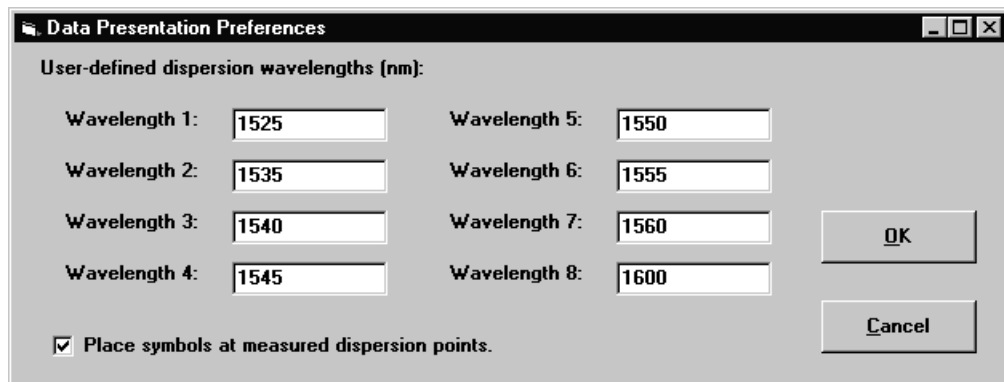 Data Presentation Preferences
User-defined dispersion wavelengths (nm):
Wavelength 1: 1525 Wavelength 5: 1550
Wavelength 2: 1535 Wavelength 6: 1555
Wavelength 3: 1540 Wavelength 7: 1560
OK
Wavelength 4: 1545 Wavelength 8: 1600
Cancel
Place symbols at measured dispersion points.